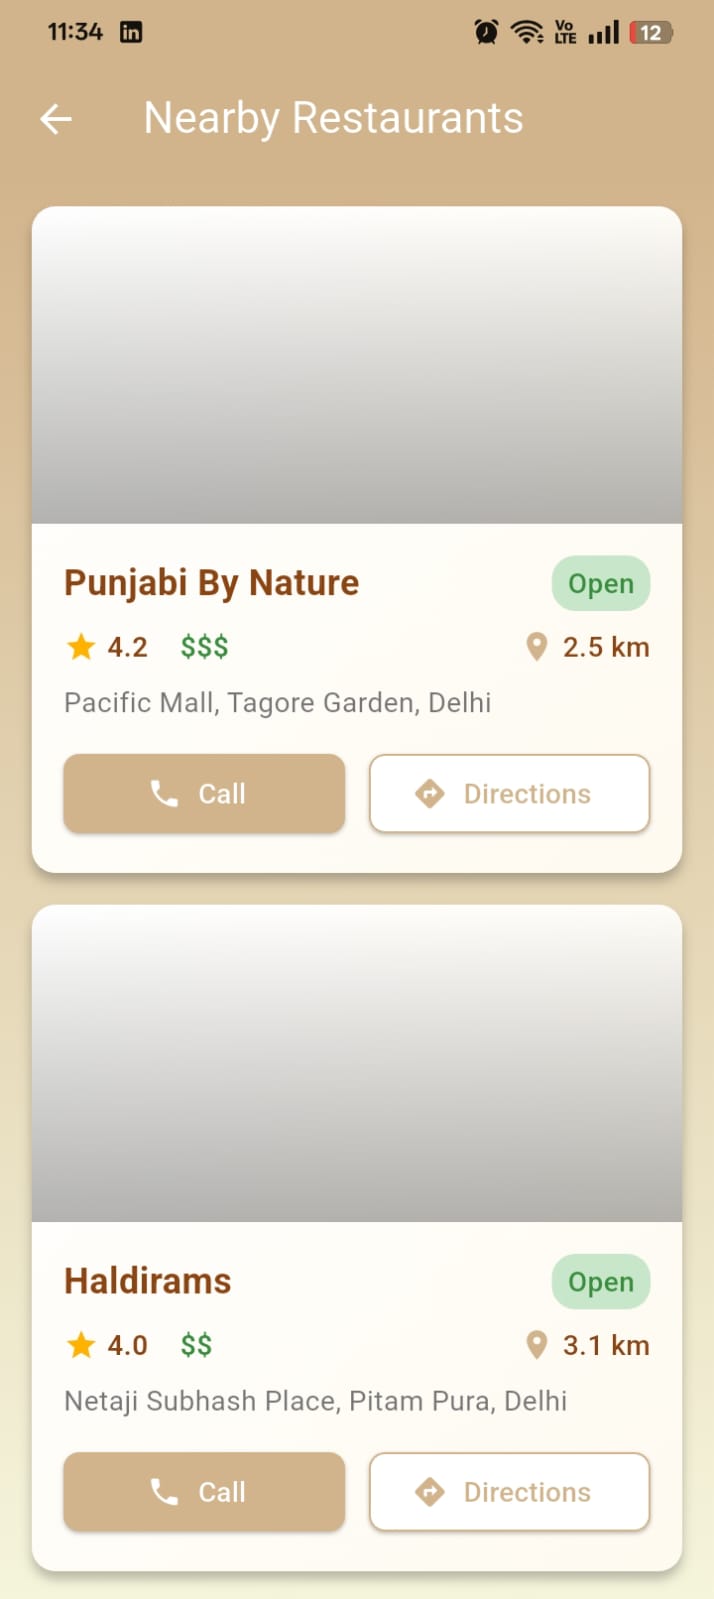 11:34 in Vo LTE 12
Nearby Restaurants
Punjabi By Nature Open
4.2 $$$ 2.5 km
Pacific Mall, Tagore Garden, Delhi
Call Directions
Haldirams Open
4.0 $$ 3.1 km
Netaji Subhash Place, Pitam Pura, Delhi
Call Directions